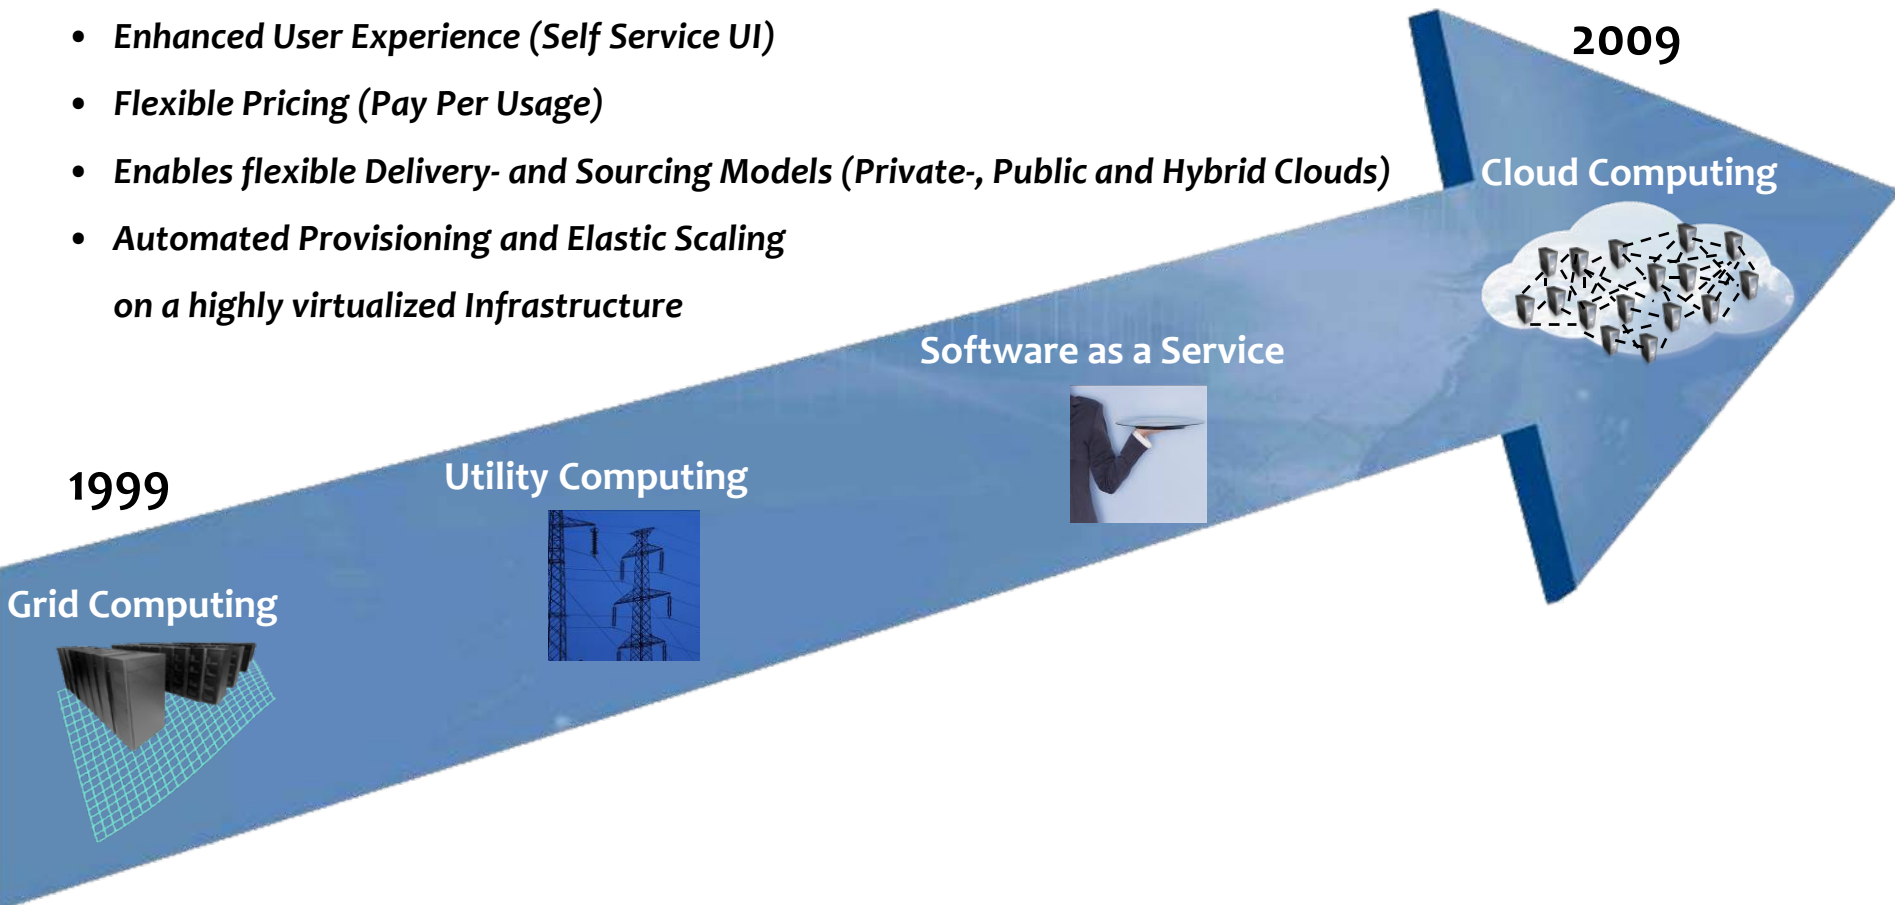 • Enhanced User Experience (Self Service UI)
• Flexible Pricing (Pay Per Usage)
• Enables flexible Delivery- and Sourcing Models (Private-, Public and Hybrid Clouds)
• Automated Provisioning and Elastic Scaling
on a highly virtualized Infrastructure
2009
Cloud Computing
Software as a Service
Utility Computing
1999
Grid Computing